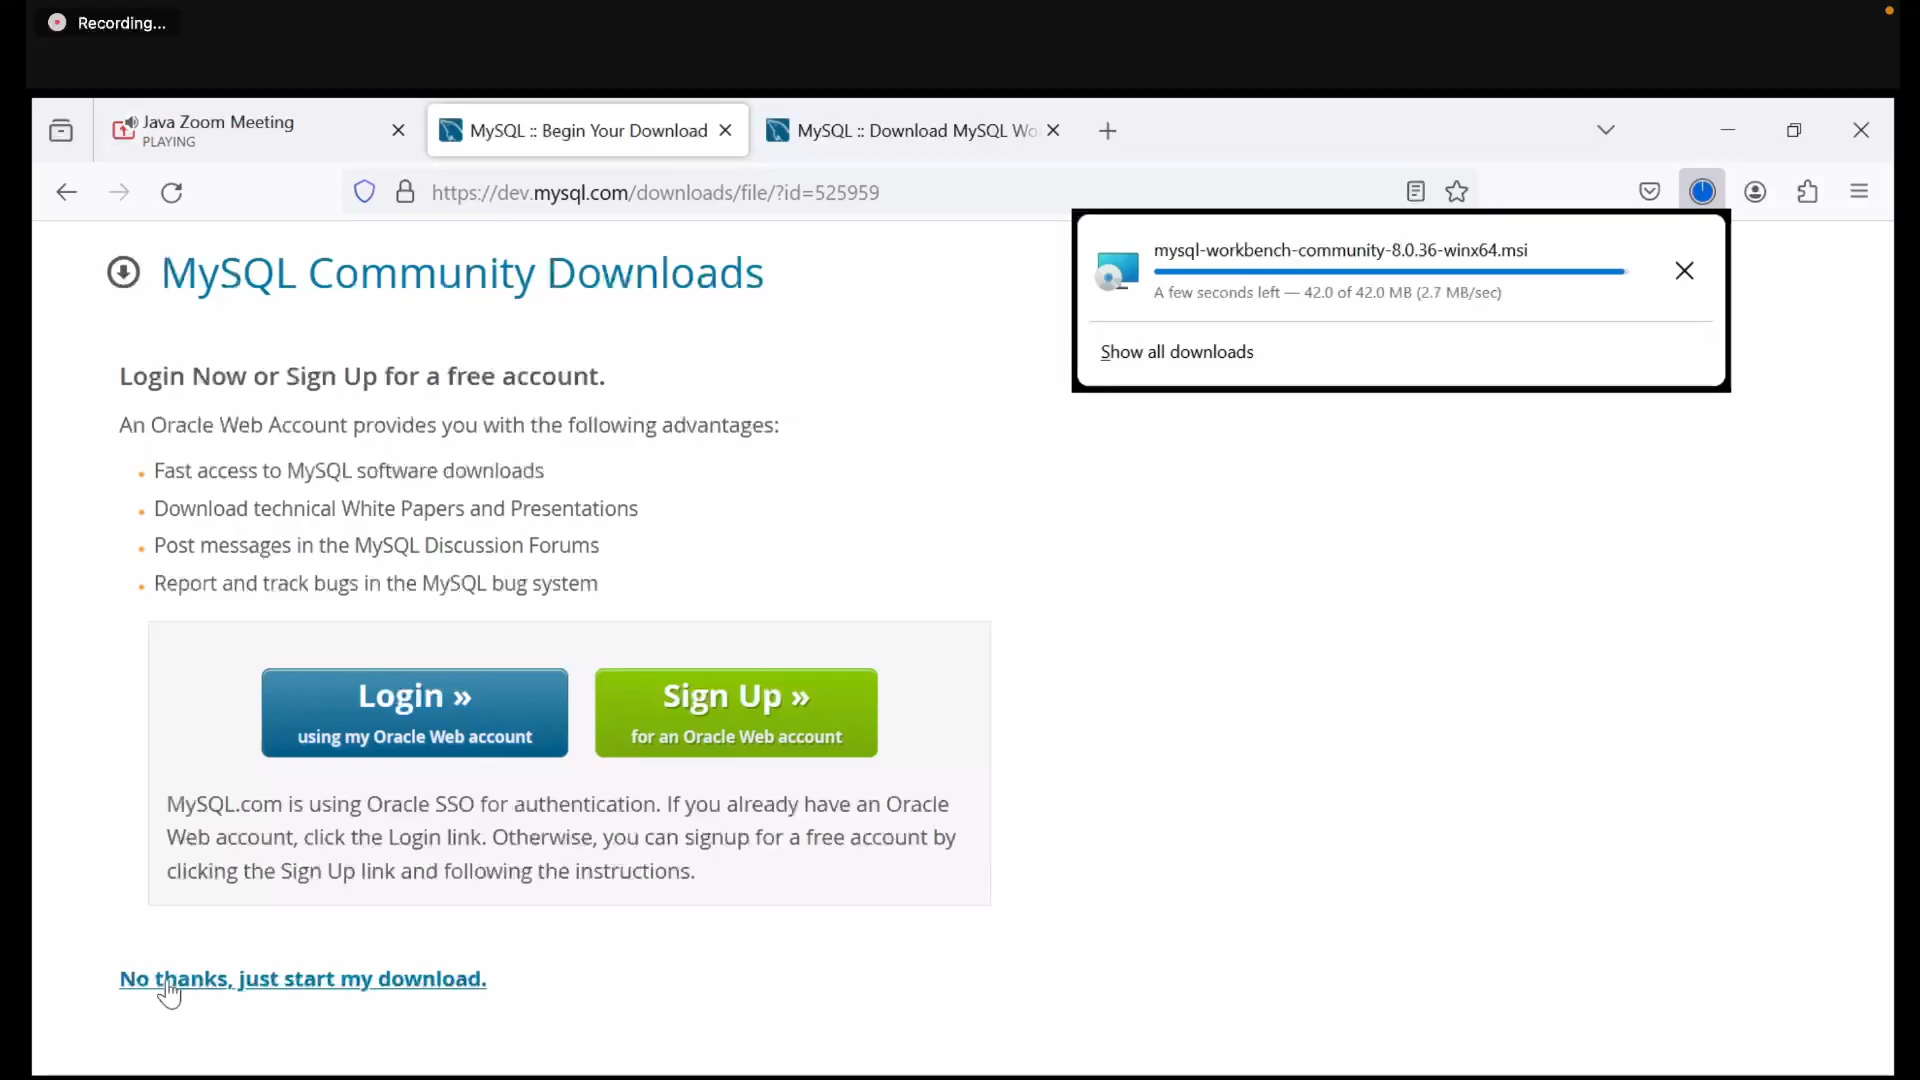 Recording...
Java Zoom Meeting
PLAYING
MySQL :: Begin Your Download
MySQL :: Download MySQL Wo
https://dev.mysql.com/downloads/file/?id=525959
mysql-workbench-community-8.0.36-winx64.msi
A few seconds left — 42.0 of 42.0 MB (2.7 MB/sec)
Show all downloads
MySQL Community Downloads
Login Now or Sign Up for a free account.
An Oracle Web Account provides you with the following advantages:
Fast access to MySQL software downloads
Download technical White Papers and Presentations
Post messages in the MySQL Discussion Forums
Report and track bugs in the MySQL bug system
Login »
using my Oracle Web account
Sign Up »
for an Oracle Web account
MySQL.com is using Oracle SSO for authentication. If you already have an Oracle
Web account, click the Login link. Otherwise, you can signup for a free account by
clicking the Sign Up link and following the instructions.
No thanks, just start my download.